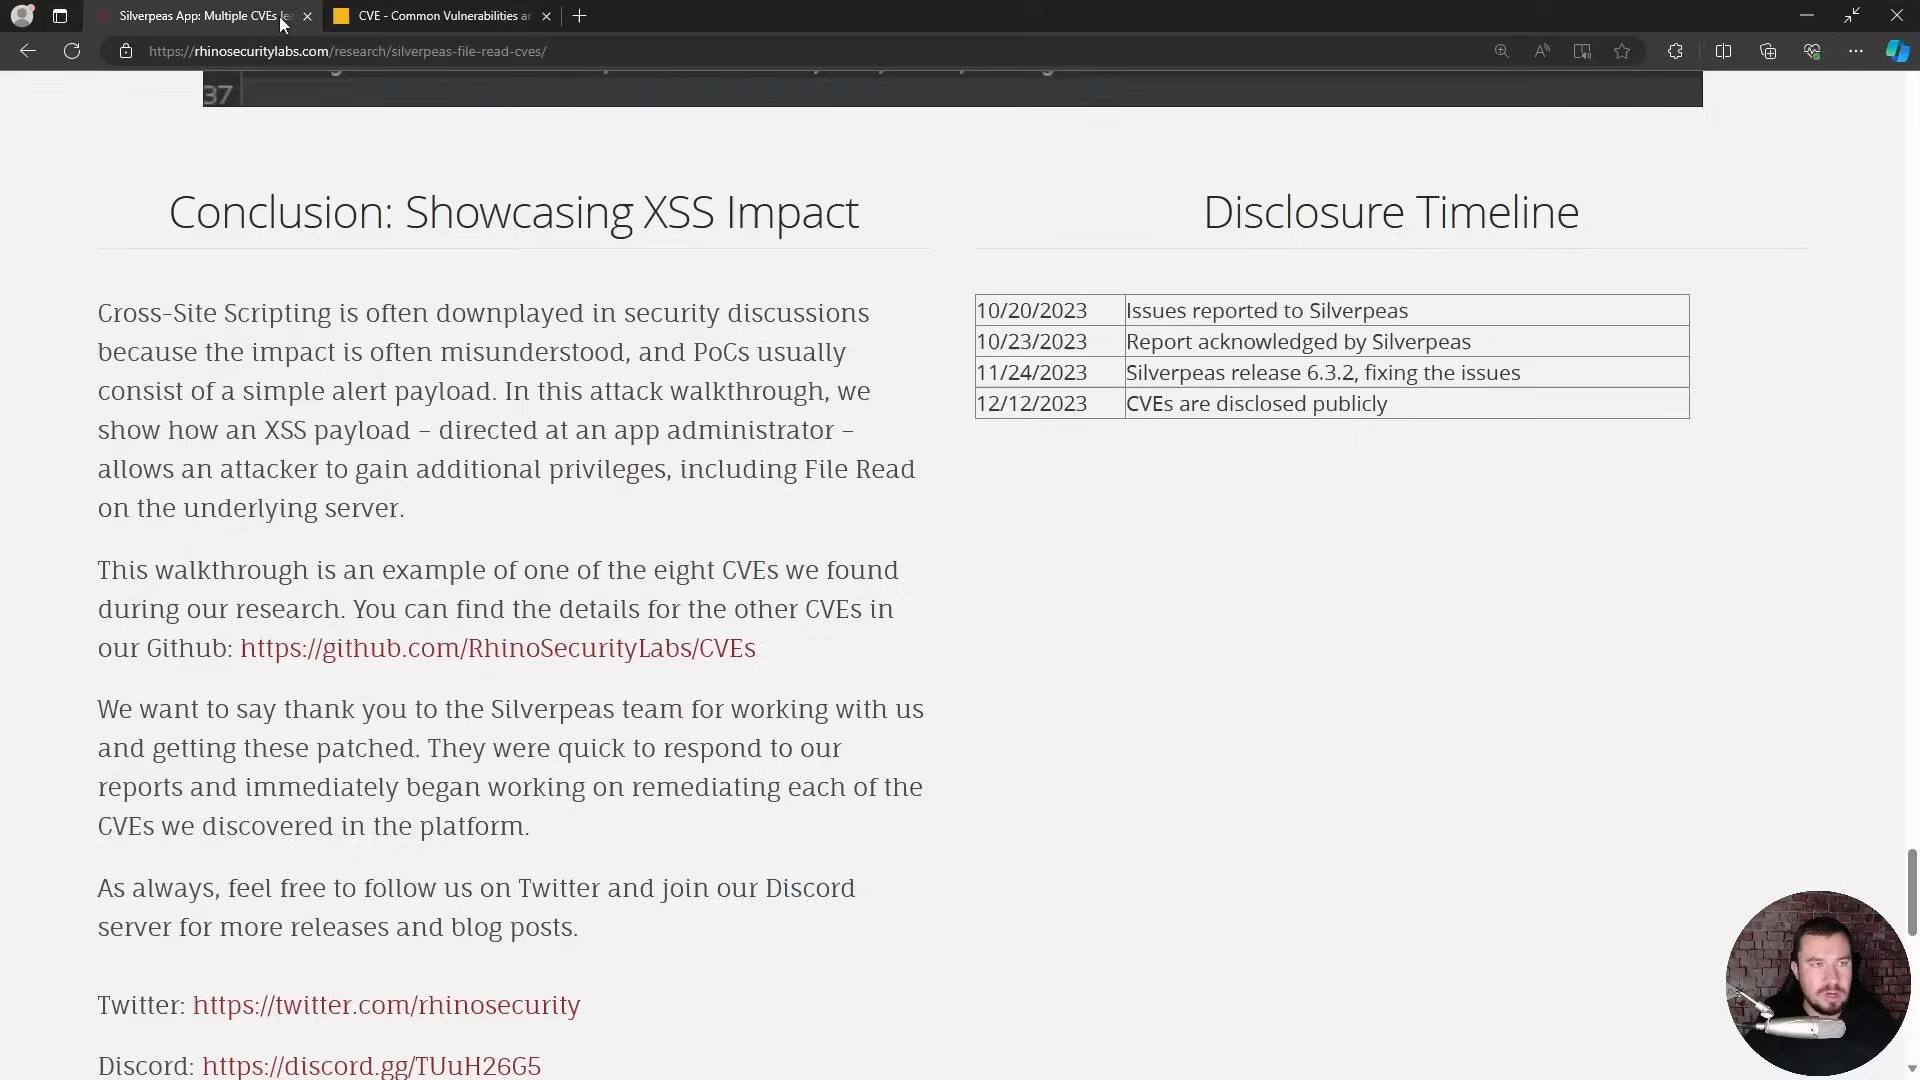 Silverpeas App: Multiple CVEs
CVE - Common Vulnerabilities
https://rhinosecuritylabs.com/research/silverpeas-file-read-cves/
37
Conclusion: Showcasing XSS Impact
Cross-Site Scripting is often downplayed in security discussions
because the impact is often misunderstood, and PoCs usually
consist of a simple alert payload. In this attack walkthrough, we
show how an XSS payload – directed at an app administrator –
allows an attacker to gain additional privileges, including File Read
on the underlying server.
This walkthrough is an example of one of the eight CVEs we found
during our research. You can find the details for the other CVEs in
our Github: https://github.com/RhinoSecurityLabs/CVEs
We want to say thank you to the Silverpeas team for working with us
and getting these patched. They were quick to respond to our
reports and immediately began working on remediating each of the
CVEs we discovered in the platform.
As always, feel free to follow us on Twitter and join our Discord
server for more releases and blog posts.
Twitter: https://twitter.com/rhinosecurity
Discord: https://discord.gg/TUuH26G5
Disclosure Timeline
10/20/2023 Issues reported to Silverpeas
10/23/2023 Report acknowledged by Silverpeas
11/24/2023 Silverpeas release 6.3.2, fixing the issues
12/12/2023 CVEs are disclosed publicly